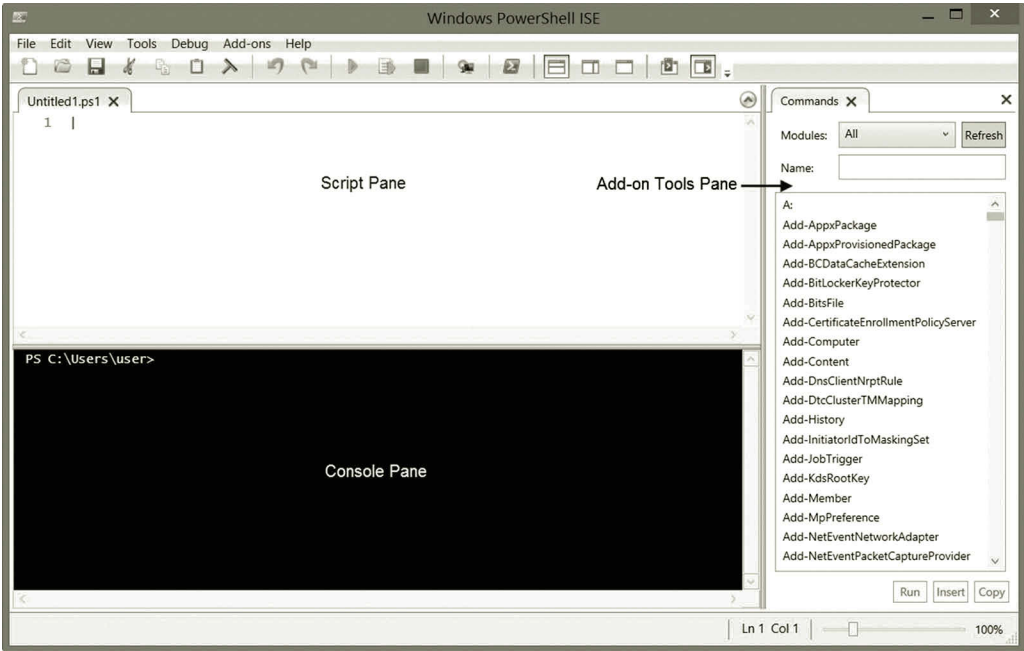 Windows PowerShell ISE
File Edit View Tools Debug Add-ons Help
Untitled1.ps1
1
Script Pane
Add-on Tools Pane
PS C:\Users\user>
Console Pane
Commands
Modules: All Refresh
Name:
A:
Add-AppxPackage
Add-AppxProvisionedPackage
Add-BCDataCacheExtension
Add-BitLockerKeyProtector
Add-BitsFile
Add-CertificateEnrollmentPolicyServer
Add-Computer
Add-Content
Add-DnsClientNrptRule
Add-DtcClusterTMMapping
Add-History
Add-InitiatorIdToMaskingSet
Add-JobTrigger
Add-KdsRootKey
Add-Member
Add-MpPreference
Add-NetEventNetworkAdapter
Add-NetEventPacketCaptureProvider
Run Insert Copy
Ln 1 Col 1 100%